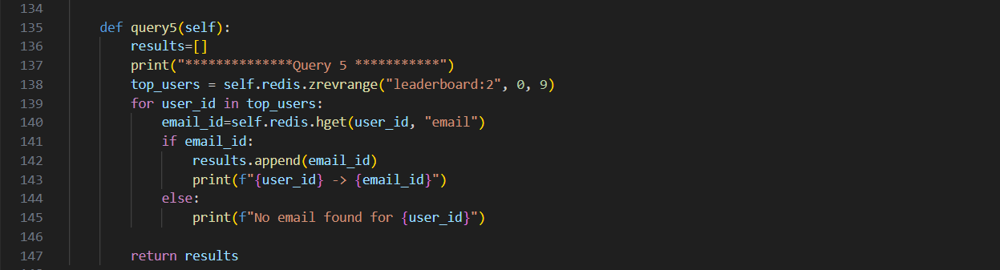 134
135 def query5(self):
136 results=[]
137 print("**************Query 5 ***********")
138 top_users = self.redis.zrevrange("leaderboard:2", 0, 9)
139 for user_id in top_users:
140 email_id=self.redis.hget(user_id, "email")
141 if email_id:
142 results.append(email_id)
143 print(f"{user_id} -> {email_id}")
144 else:
145 print(f"No email found for {user_id}")
146
147 return results